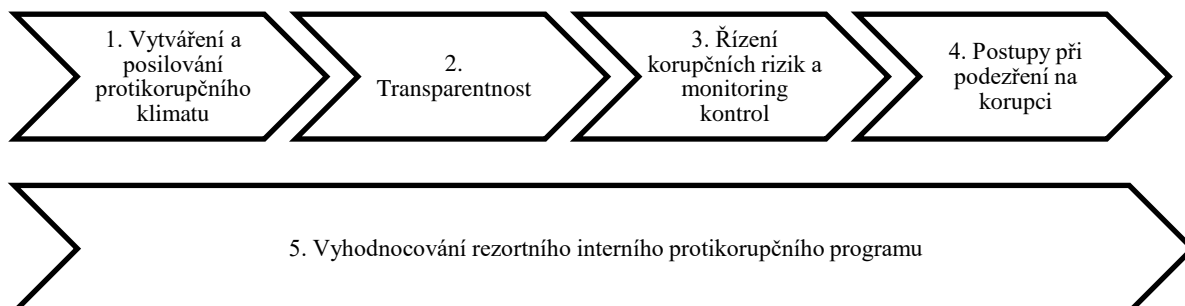 1. Vytváření a
posilování
protikorupčního
klimatu
2.
Transparentnost
3. Řízení
korupčních rizik a
monitoring
kontrol
4. Postupy při
podezření na
korupci
5. Vyhodnocování rezortního interního protikorupčního programu